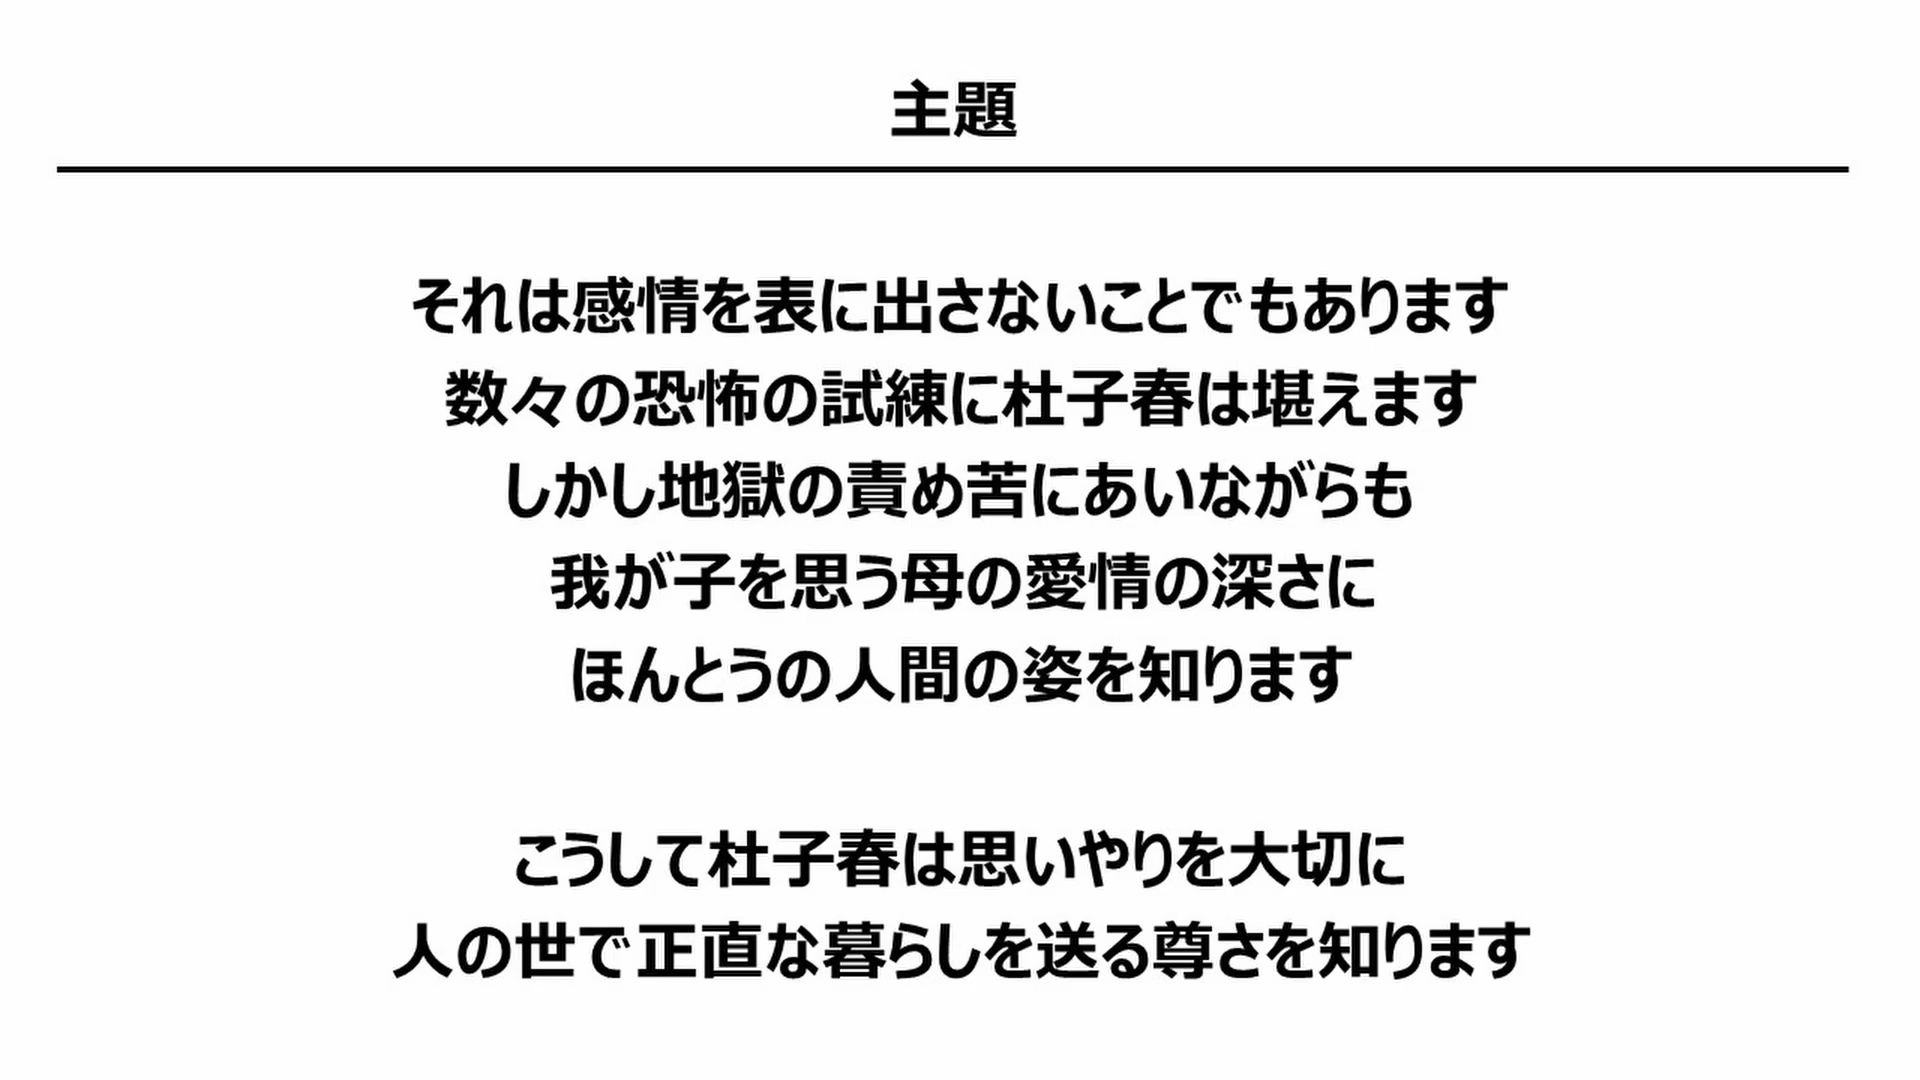 主題
それは感情を表に出さないことでもあります
数々の恐怖の試練に杜子春は堪えます
しかし地獄の責め苦にあいながらも
我が子を思う母の愛情の深さに
ほんとうの人間の姿を知ります
こうして杜子春は思いやりを大切に
人の世で正直な暮らしを送る尊さを知ります